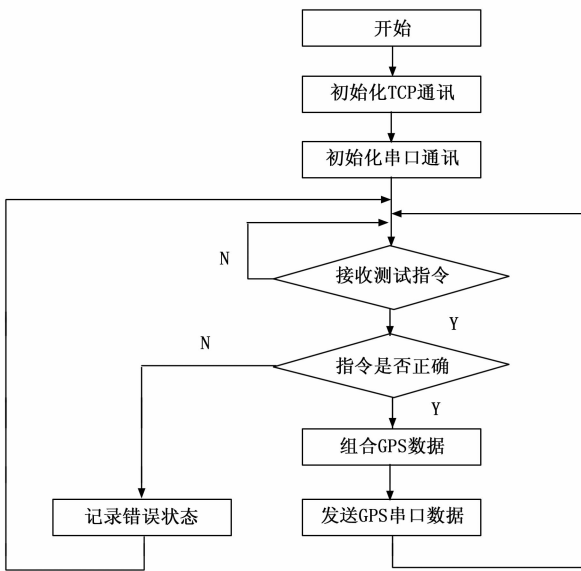 开始
初始化TCP通讯
初始化串口通讯
N
接收测试指令
Y
N
指令是否正确
Y
组合GPS数据
记录错误状态
发送GPS串口数据